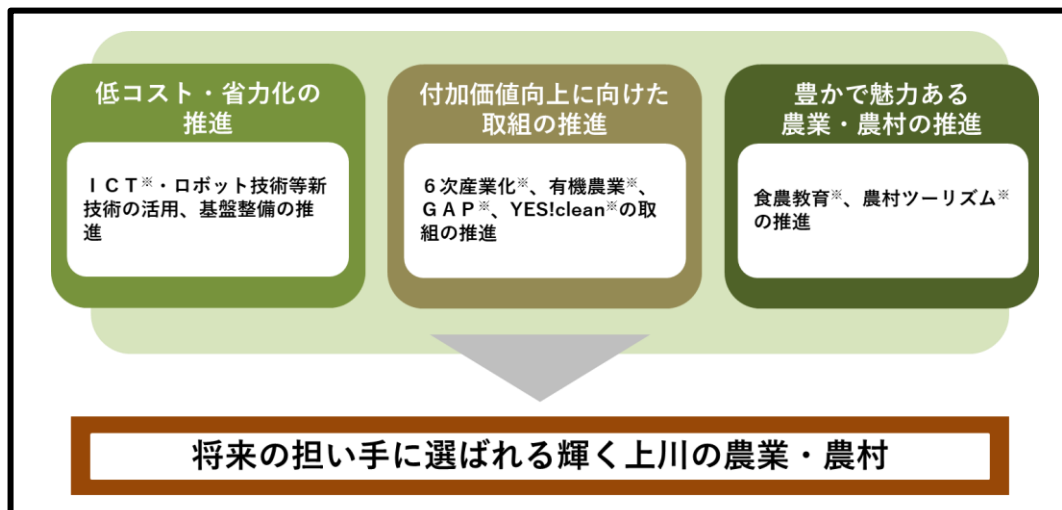 低コスト・省力化の
推進
ＩＣＴ※・ロボット技術等新
技術の活用、基盤整備の推
進
付加価値向上に向けた
取組の推進
６次産業化※、有機農業※、
ＧＡＰ※、YES!clean※の取
組の推進
豊かで魅力ある
農業・農村の推進
食農教育※、農村ツーリズム※
の推進
将来の担い手に選ばれる輝く上川の農業・農村